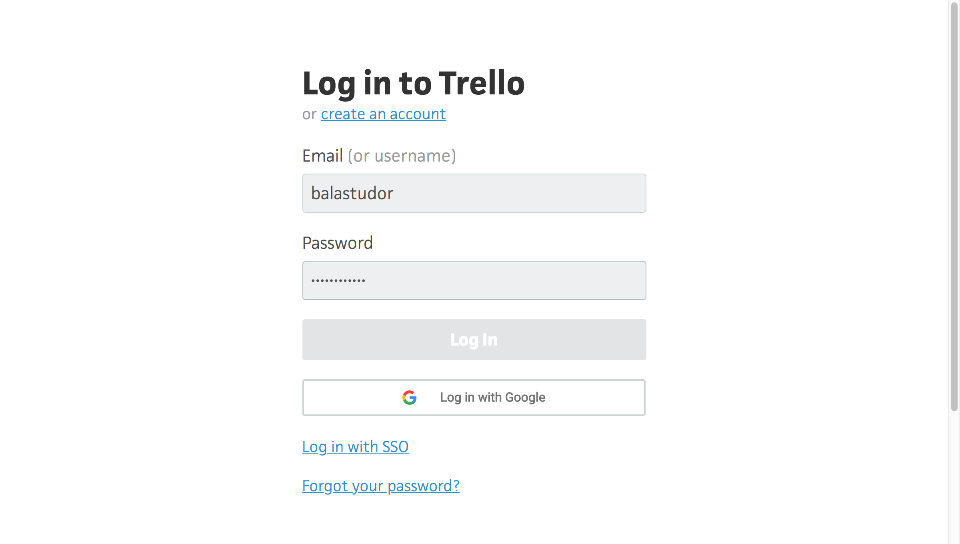 Log in to Trello
or create an account
Email (or username)
balastudor
Password
••••••••••••
Log In
Log in with Google
Log in with SSO
Forgot your password?